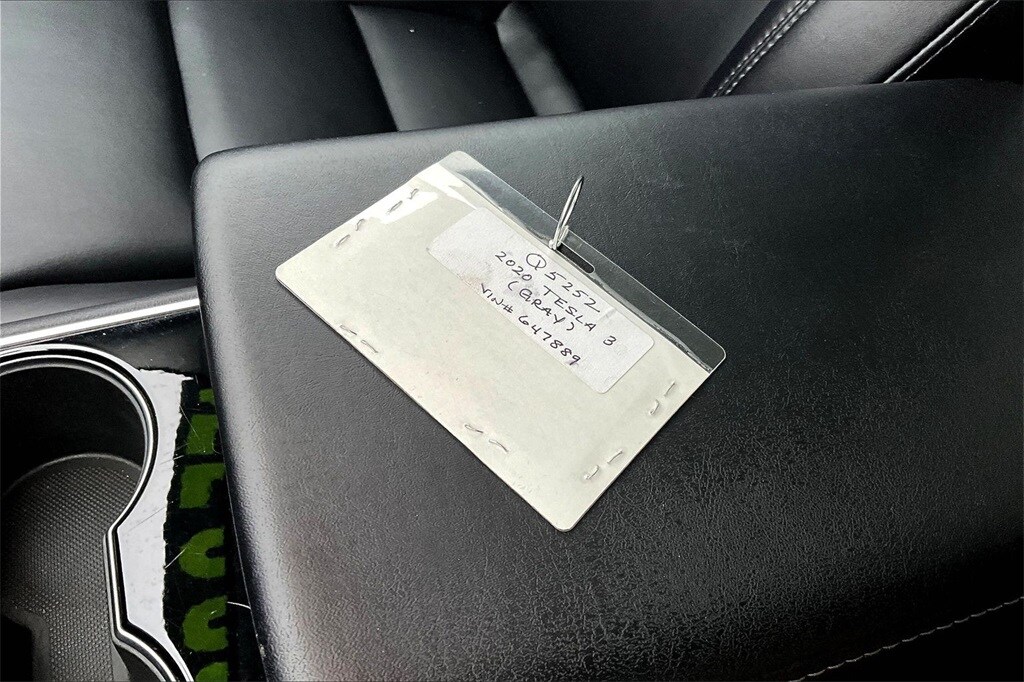 Q5252
2020 TESLA 3
(GRAY)
VIN# 647889